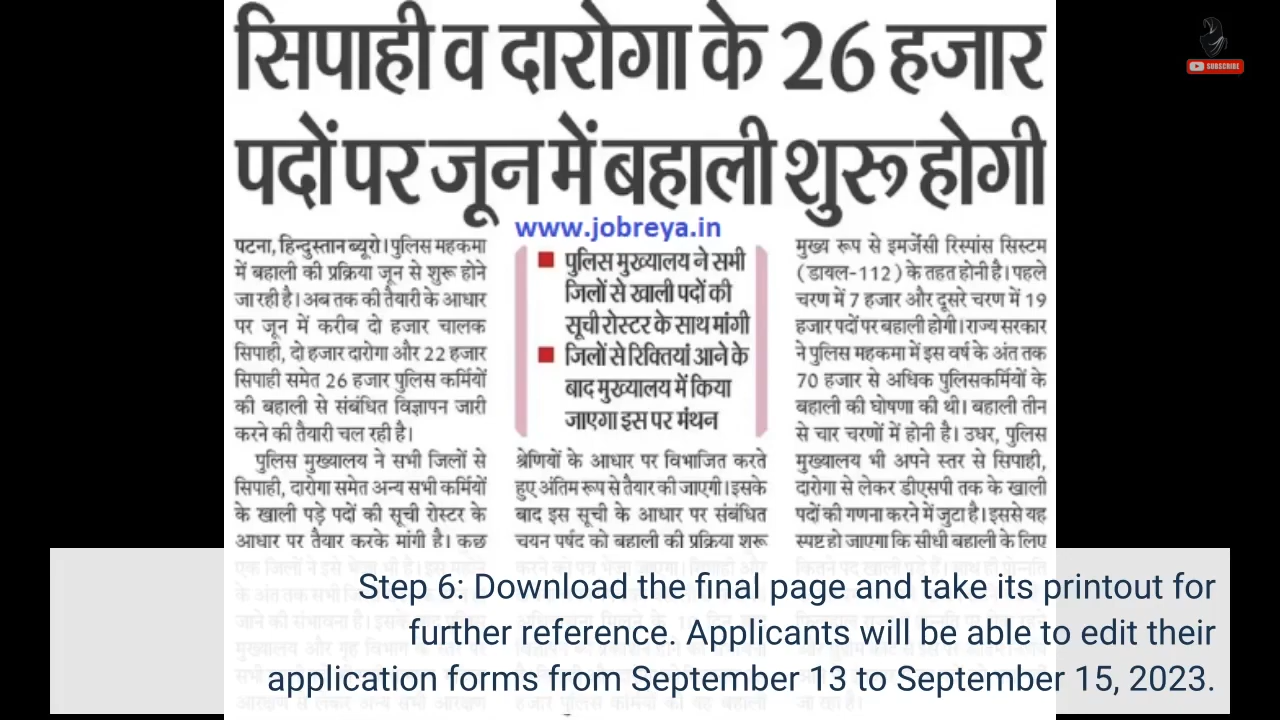 सिपाही व दारोगा के 26 हजार
पदों पर जून में बहाली शुरू होगी
www.jobreya.in
SUBSCRIBE
पटना, हिन्दुस्तान ब्यूरो। पुलिस महकमा
में बहाली की प्रक्रिया जून से शुरू होने
जा रही है। अब तक की तैयारी के आधार
पर जून में करीब दो हजार चालक
सिपाही, दो हजार दारोगा और 22 हजार
सिपाही समेत 26 हजार पुलिस कर्मियों
की बहाली से संबंधित विज्ञापन जारी
करने की तैयारी चल रही है।
पुलिस मुख्यालय ने सभी जिलों से
सिपाही, दारोगा समेत अन्य सभी कर्मियों
के खाली पड़े पदों की सूची रोस्टर के
आधार पर तैयार करके मांगी है। कुछ
पुलिस मुख्यालय ने सभी
जिलों से खाली पदों की
सूची रोस्टर के साथ मांगी
जिलों से रिक्तियां आने के
बाद मुख्यालय में किया
जाएगा इस पर मंथन
श्रेणियों के आधार पर विभाजित करते
हुए अंतिम रूप से तैयार की जाएगी। इसके
बाद इस सूची के आधार पर संबंधित
चयन पर्षद को बहाली की प्रक्रिया शुरू
मुख्य रूप से इमर्जेंसी रिस्पांस सिस्टम
(डायल-112) के तहत होनी है। पहले
चरण में 7 हजार और दूसरे चरण में 19
हजार पदों पर बहाली होगी। राज्य सरकार
ने पुलिस महकमा में इस वर्ष के अंत तक
70 हजार से अधिक पुलिसकर्मियों के
बहाली की घोषणा की थी। बहाली तीन
से चार चरणों में होनी है। उधर, पुलिस
मुख्यालय भी अपने स्तर से सिपाही,
दारोगा से लेकर डीएसपी तक के खाली
पदों की गणना करने में जुटा है। इससे यह
स्पष्ट हो जाएगा कि सीधी बहाली के लिए
Step 6: Download the final page and take its printout for
further reference. Applicants will be able to edit their
application forms from September 13 to September 15, 2023.